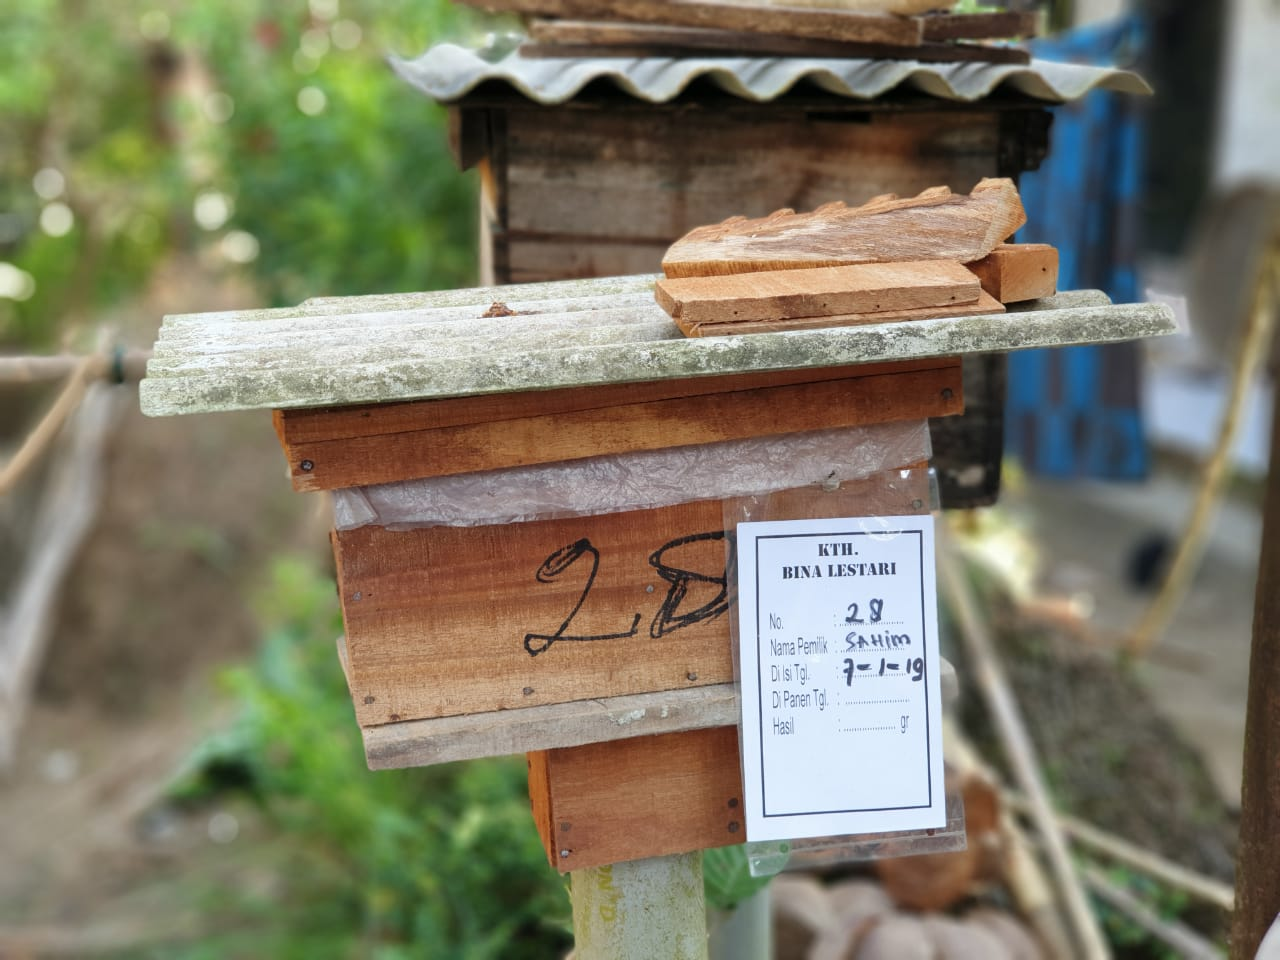 28
KTH.
BINA LESTARI
No. : 28
Nama Pemilik : SAHim
Di Isi Tgl. : 7-1-19
Di Panen Tgl. : ..................
Hasil : .................. gr